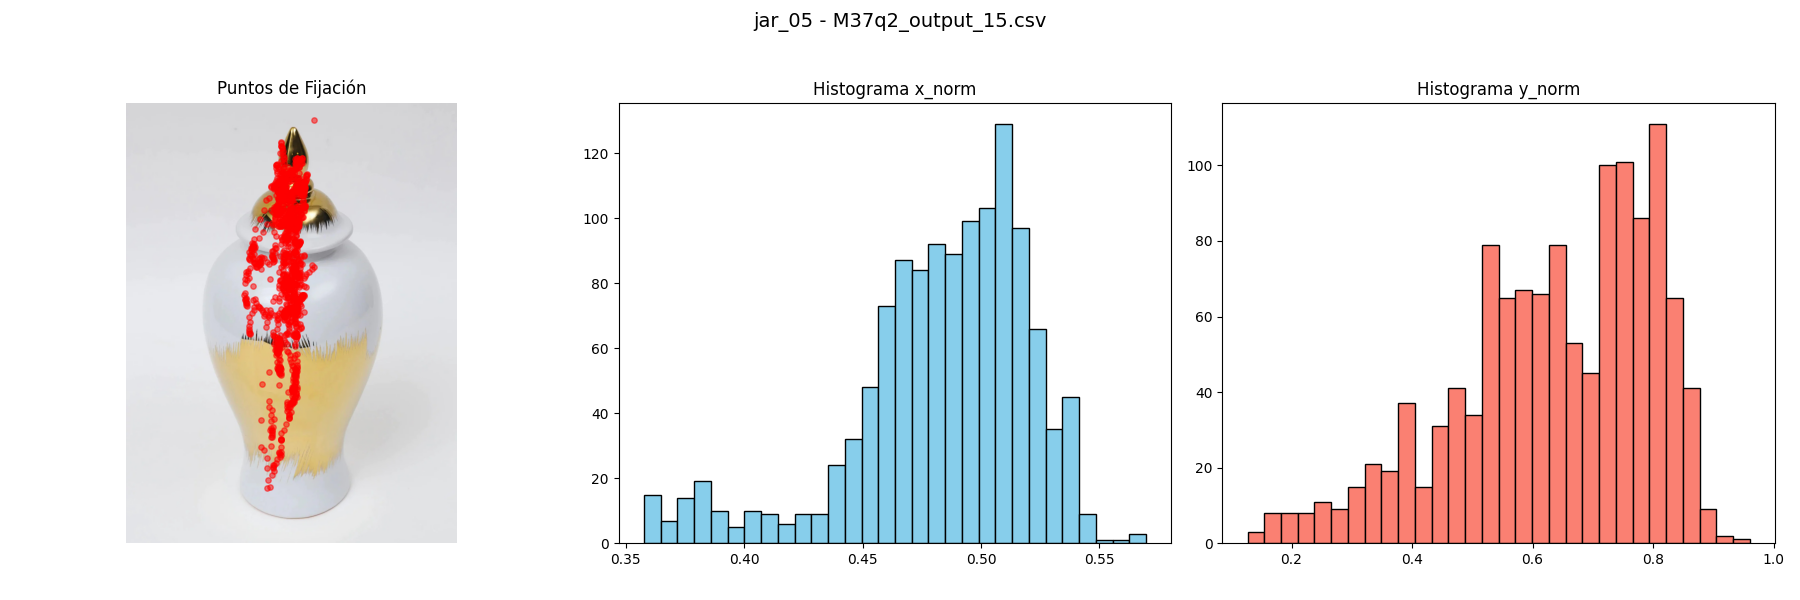 jar_05 - M37q2_output_15.csv
Puntos de Fijación
Histograma x_norm
120
100
80
60
40
20
0
0.35 0.40 0.45 0.50 0.55
Histograma y_norm
100
80
60
40
20
0
0.2 0.4 0.6 0.8 1.0